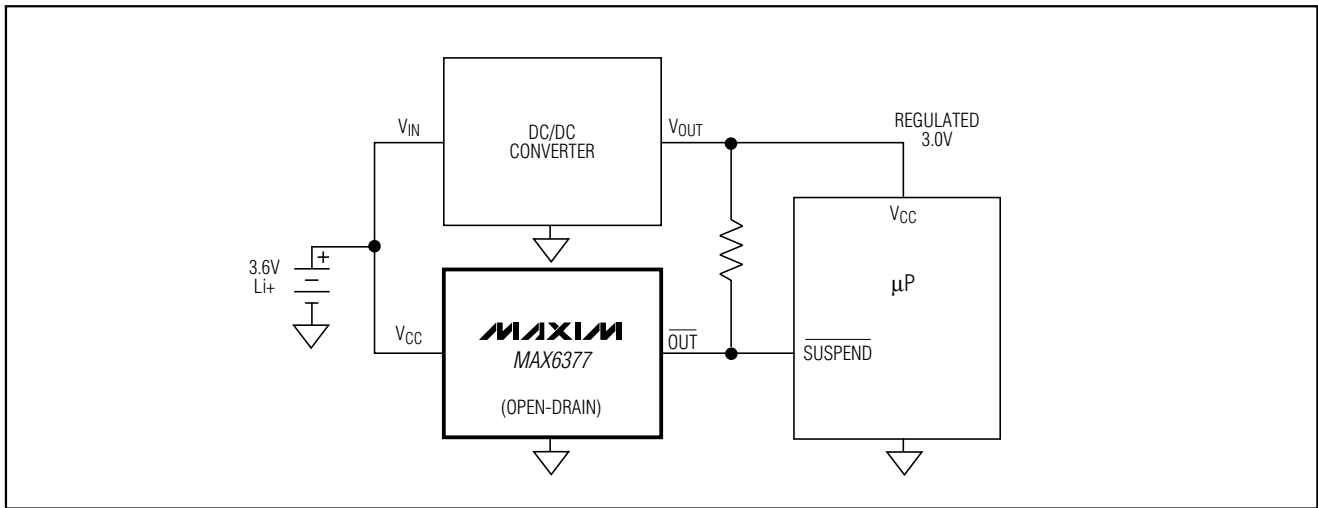 VIN
DC/DC
CONVERTER
VOUT
REGULATED
3.0V
VCC
3.6V
Li+
+
µP
VCC
MAXIM
MAX6377
(OPEN-DRAIN)
OUT
SUSPEND